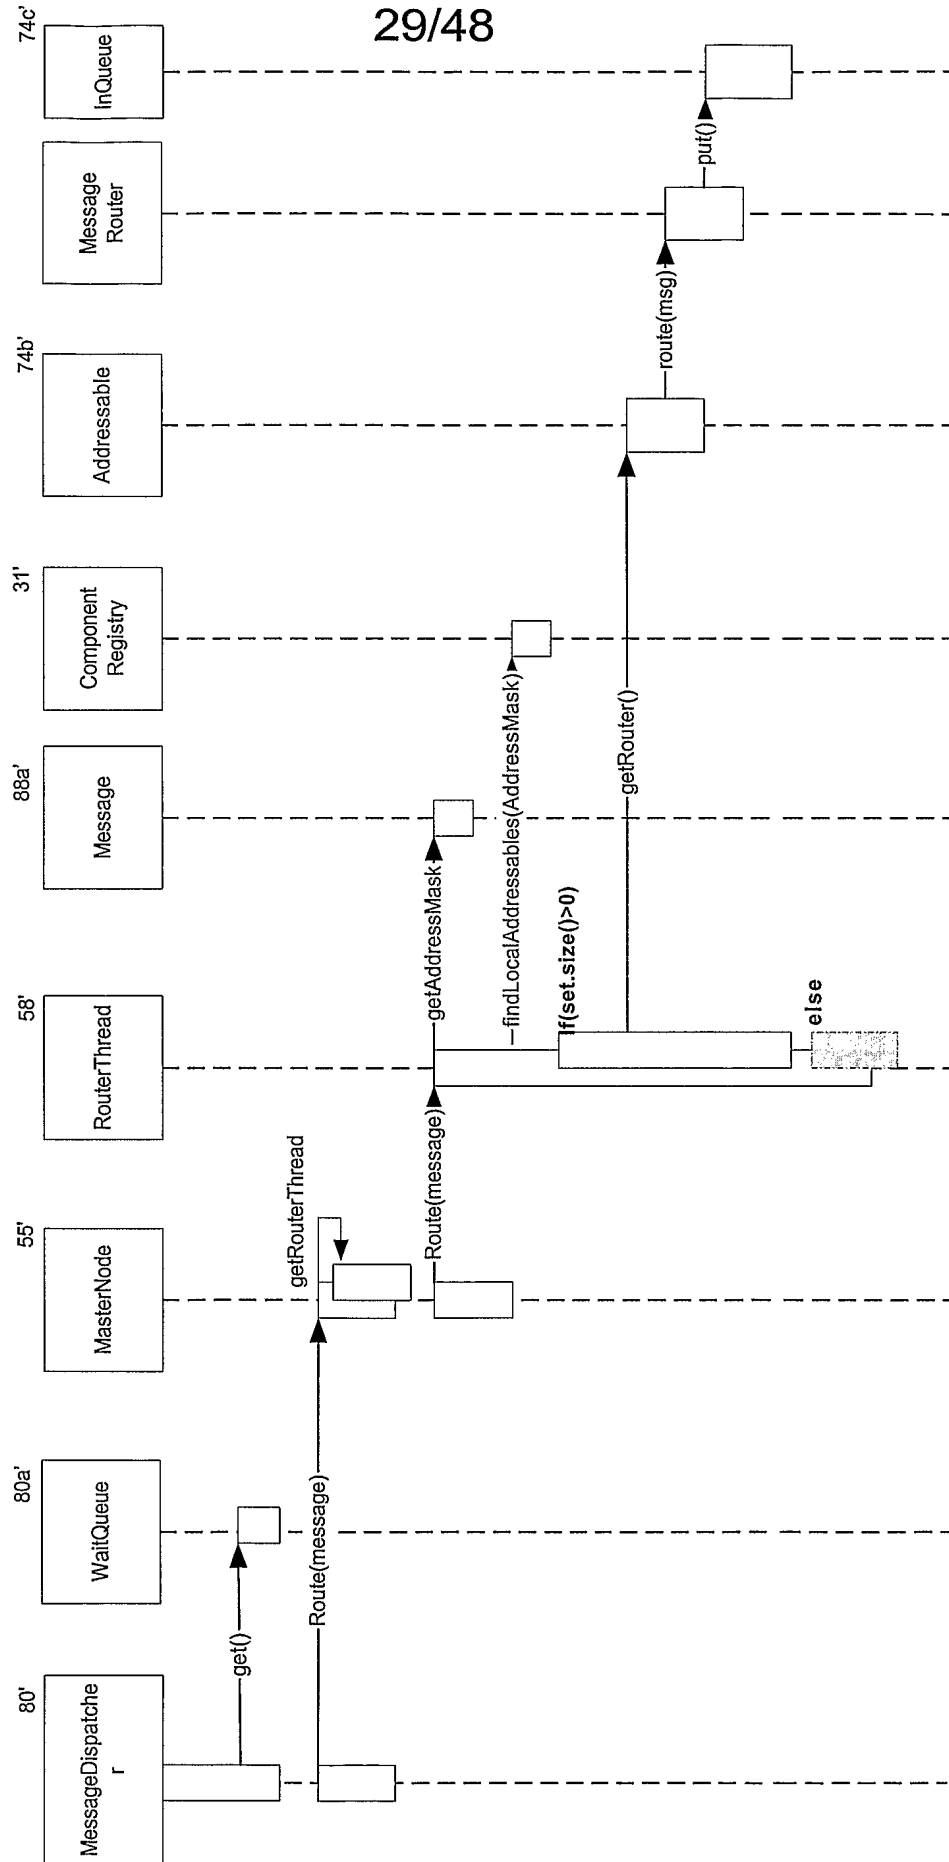 29/48
80'
MessageDispatche
r
80a'
WaitQueue
55'
MasterNode
58'
RouterThread
88a'
Message
31'
Component
Registry
74b'
Addressable
Message
Router
74c'
InQueue
get()
Route(message)
getRouterThread
Route(message)
getAddressMask
findLocalAddressables(AddressMask)
if(set.size()>0)
getRouter()
route(msg)
put()
else